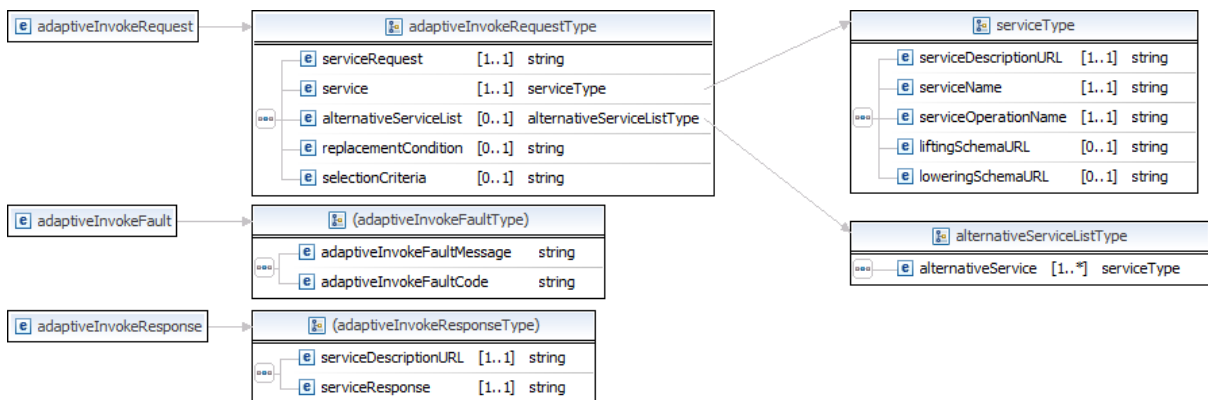 adaptiveInvokeRequest
adaptiveInvokeRequestType
serviceRequest [1..1] string
service [1..1] serviceType
alternativeServiceList [0..1] alternativeServiceListType
replacementCondition [0..1] string
selectionCriteria [0..1] string
serviceType
serviceDescriptionURL [1..1] string
serviceName [1..1] string
serviceOperationName [1..1] string
liftingSchemaURL [0..1] string
loweringSchemaURL [0..1] string
adaptiveInvokeFault
(adaptiveInvokeFaultType)
adaptiveInvokeFaultMessage string
adaptiveInvokeFaultCode string
alternativeServiceListType
alternativeService [1..*] serviceType
adaptiveInvokeResponse
(adaptiveInvokeResponseType)
serviceDescriptionURL [1..1] string
serviceResponse [1..1] string